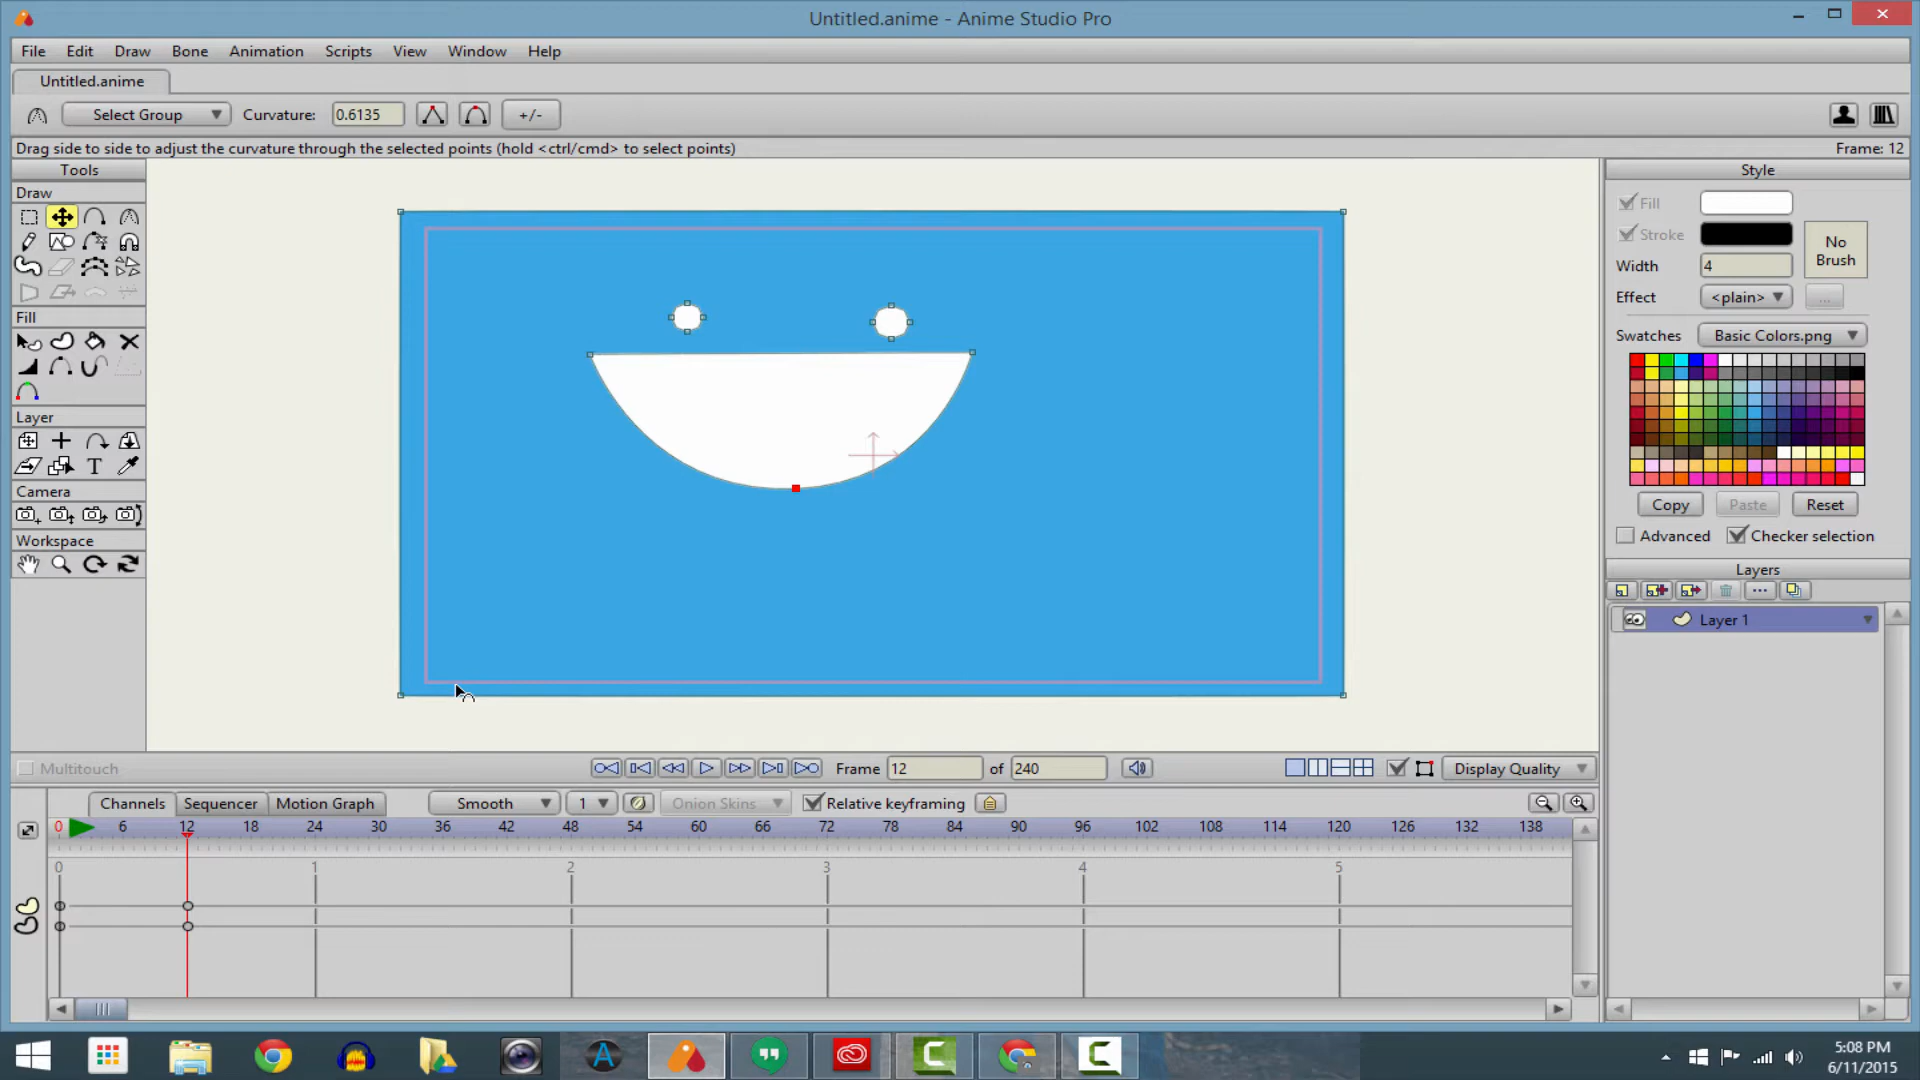 Untitled.anime - Anime Studio Pro
File Edit Draw Bone Animation Scripts View Window Help
Untitled.anime
Select Group Curvature: 0.6135 +/-
Drag side to side to adjust the curvature through the selected points (hold <ctrl/cmd> to select points) Frame: 12
Tools
Draw
Fill
Layer
T
Camera
Workspace
Style
Fill
Stroke
No
Brush
Width 4
Effect <plain> ...
Swatches Basic Colors.png
Copy Paste Reset
Advanced Checker selection
Layers
Layer 1
Multitouch Frame 12 of 240 Display Quality
Channels Sequencer Motion Graph Smooth 1 Onion Skins Relative keyframing
0 6 12 18 24 30 36 42 48 54 60 66 72 78 84 90 96 102 108 114 120 126 132 138
0 1 2 3 4 5
5:08 PM
6/11/2015